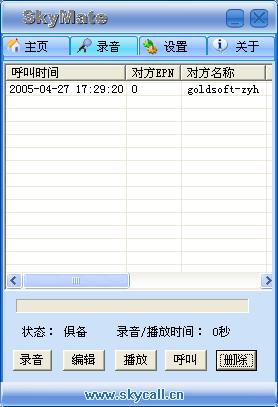 SkyMate
主页 录音 设置 关于
呼叫时间 对方EPN 对方名称
2005-04-27 17:29:20 0 goldsoft-zyh
状态： 俱备 录音/播放时间： 0秒
录音 编辑 播放 呼叫 删除
www.skycall.cn